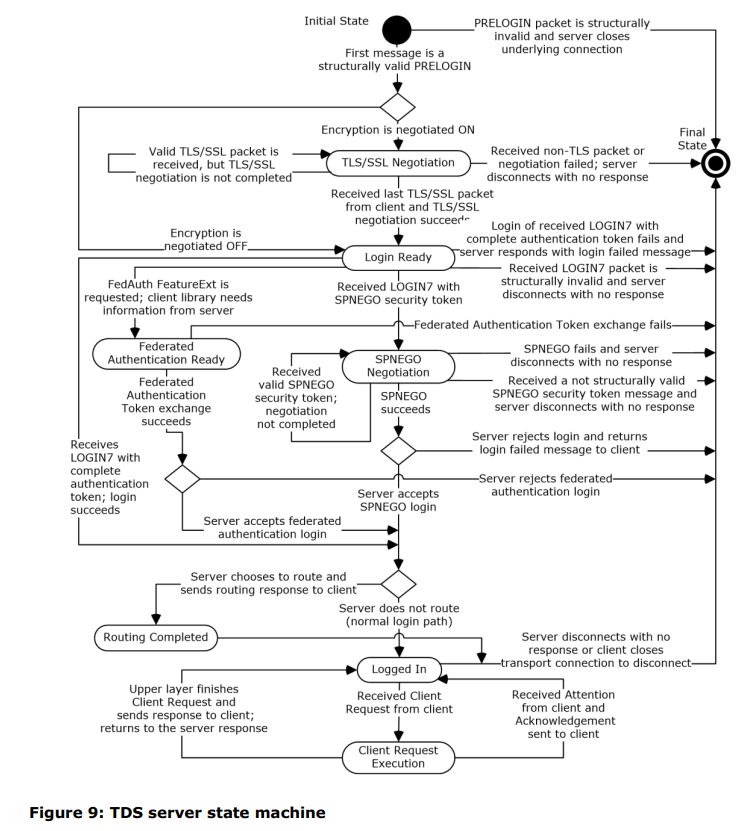 Initial State
PRELOGIN packet is structurally
invalid and server closes
underlying connection
First message is a
structurally valid PRELOGIN
Encryption is negotiated ON
Final
State
Valid TLS/SSL packet is
received, but TLS/SSL
negotiation is not completed
TLS/SSL Negotiation
Received non-TLS packet or
negotiation failed; server
disconnects with no response
Received last TLS/SSL packet
from client and TLS/SSL
negotiation succeeds
Encryption is
negotiated OFF
Login of received LOGIN7 with
complete authentication token fails and
server responds with login failed message
Login Ready
Received LOGIN7 packet is
structurally invalid and server
disconnects with no response
FedAuth FeatureExt is
requested; client library needs
information from server
Received LOGIN7 with
SPNEGO security token
Federated Authentication Token exchange fails
Federated
Authentication Ready
SPNEGO fails and server
disconnects with no response
SPNEGO
Negotiation
Received
valid SPNEGO
security token;
negotiation
not completed
Received a not structurally valid
SPNEGO security token message and
server disconnects with no response
Federated
Authentication
Token exchange
succeeds
SPNEGO
succeeds
Server rejects login and returns
login failed message to client
Receives
LOGIN7 with
complete
authentication
token; login
succeeds
Server rejects federated
authentication login
Server accepts
SPNEGO login
Server accepts federated
authentication login
Server chooses to route and
sends routing response to client
Server does not route
(normal login path)
Routing Completed
Server disconnects with no
response or client closes
transport connection to disconnect
Logged In
Upper layer finishes
Client Request and
sends response to client;
returns to the server response
Received Client
Request from client
Received Attention
from client and
Acknowledgement
sent to client
Client Request
Execution
Figure 9: TDS server state machine